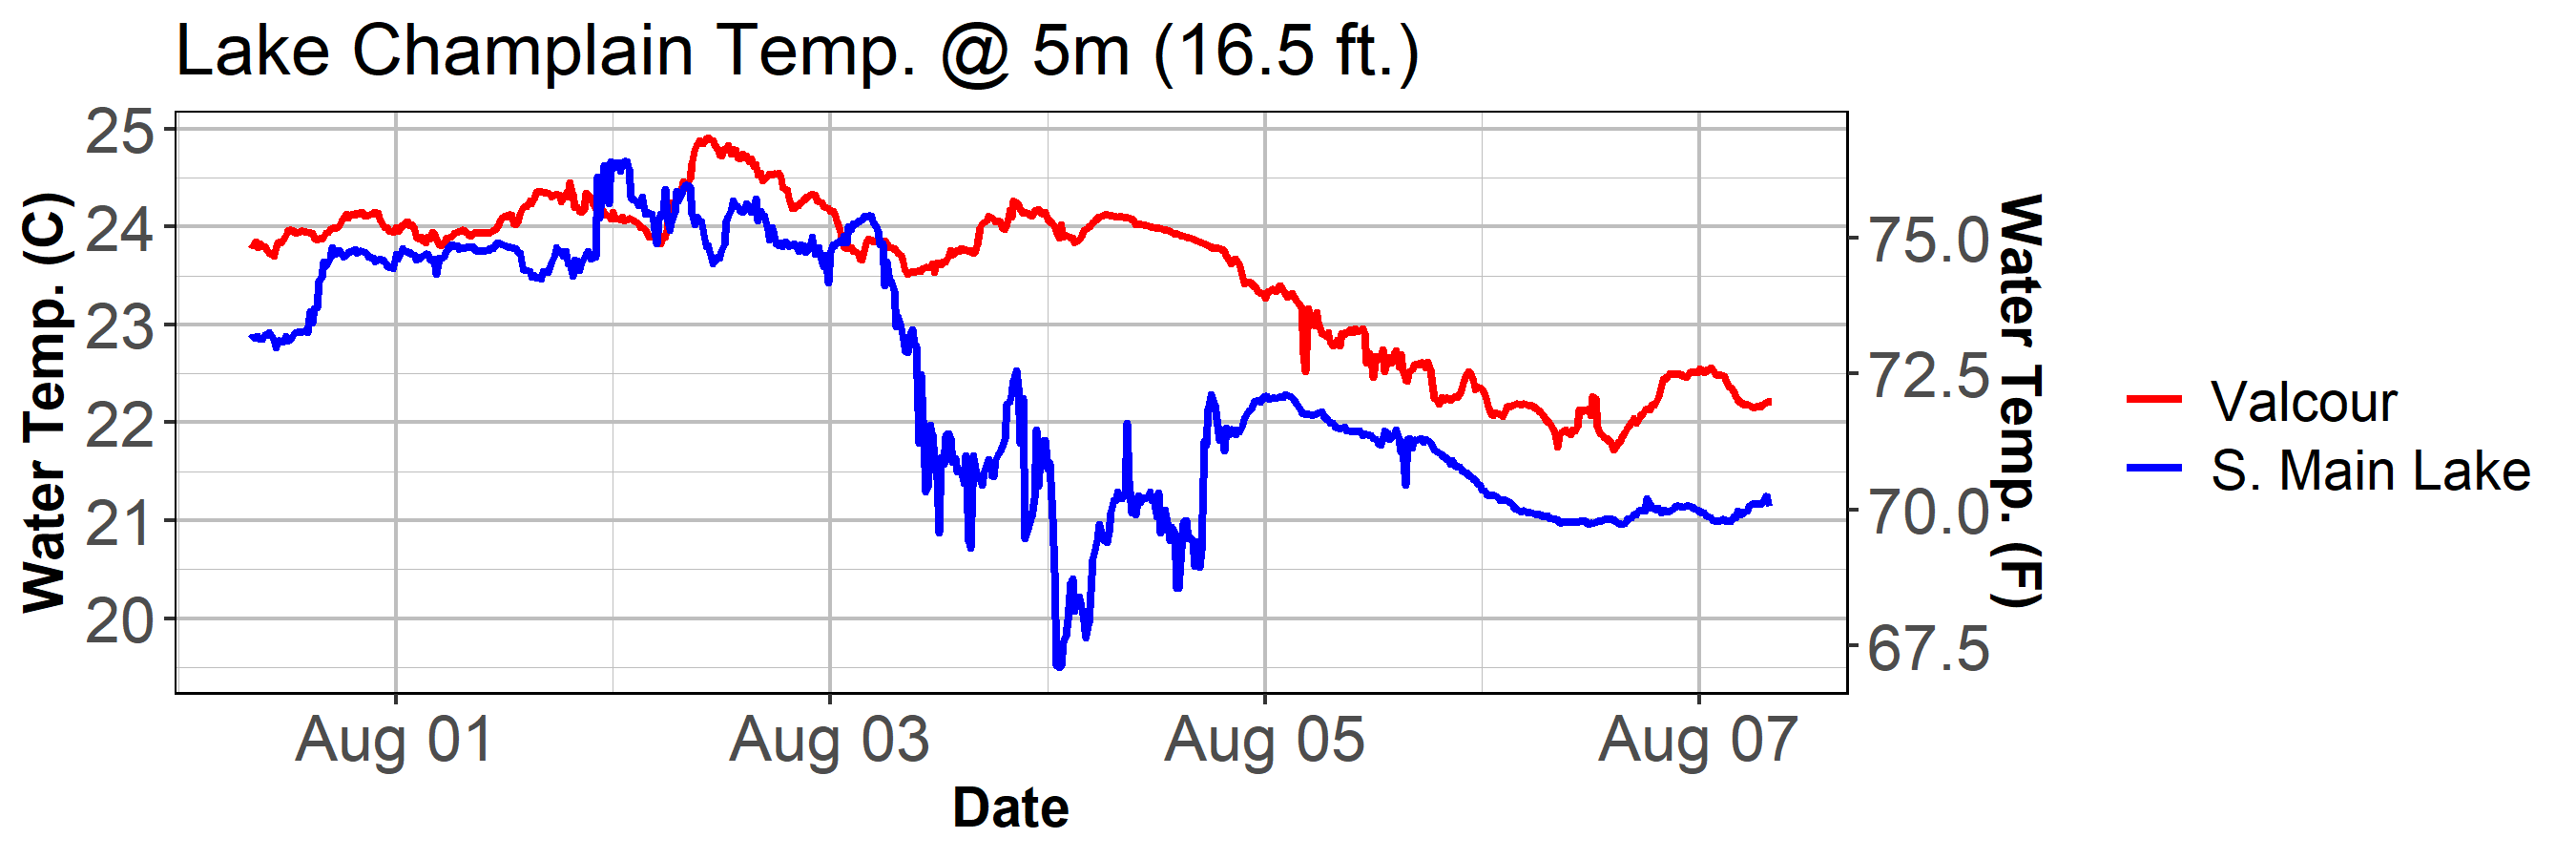 Lake Champlain Temp. @ 5m (16.5 ft.)
Water Temp. (C)
25
24
23
22
21
20
75.0
72.5
70.0
67.5
Water Temp. (F)
Aug 01
Aug 03
Aug 05
Aug 07
Date
Valcour
S. Main Lake